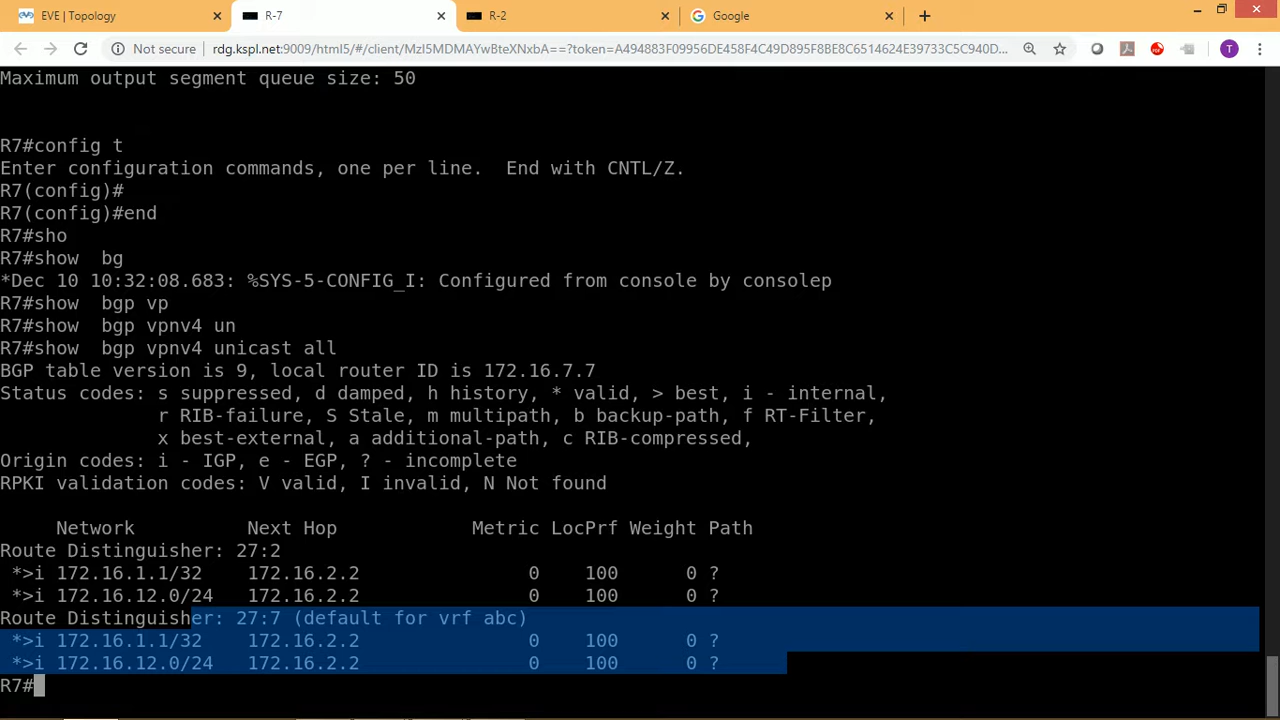 EVE | Topology
R-7
R-2
Google
Not secure
rdg.kspl.net:9009/html5/#/client/MzI5MDMAYwBteXNxbA==?token=A494883F09956DE458F4C49D895F8BE8C6514624E39733C5C940D...
T
Maximum output segment queue size: 50
R7#config t
Enter configuration commands, one per line.  End with CNTL/Z.
R7(config)#
R7(config)#end
R7#sho
R7#show  bg
*Dec 10 10:32:08.683: %SYS-5-CONFIG_I: Configured from console by consolep
R7#show  bgp vp
R7#show  bgp vpnv4 un
R7#show  bgp vpnv4 unicast all
BGP table version is 9, local router ID is 172.16.7.7
Status codes: s suppressed, d damped, h history, * valid, > best, i - internal,
              r RIB-failure, S Stale, m multipath, b backup-path, f RT-Filter,
              x best-external, a additional-path, c RIB-compressed,
Origin codes: i - IGP, e - EGP, ? - incomplete
RPKI validation codes: V valid, I invalid, N Not found
     Network          Next Hop            Metric LocPrf Weight Path
Route Distinguisher: 27:2
 *>i 172.16.1.1/32    172.16.2.2               0    100      0 ?
 *>i 172.16.12.0/24   172.16.2.2               0    100      0 ?
Route Distinguisher: 27:7 (default for vrf abc)
 *>i 172.16.1.1/32    172.16.2.2               0    100      0 ?
 *>i 172.16.12.0/24   172.16.2.2               0    100      0 ?
R7#